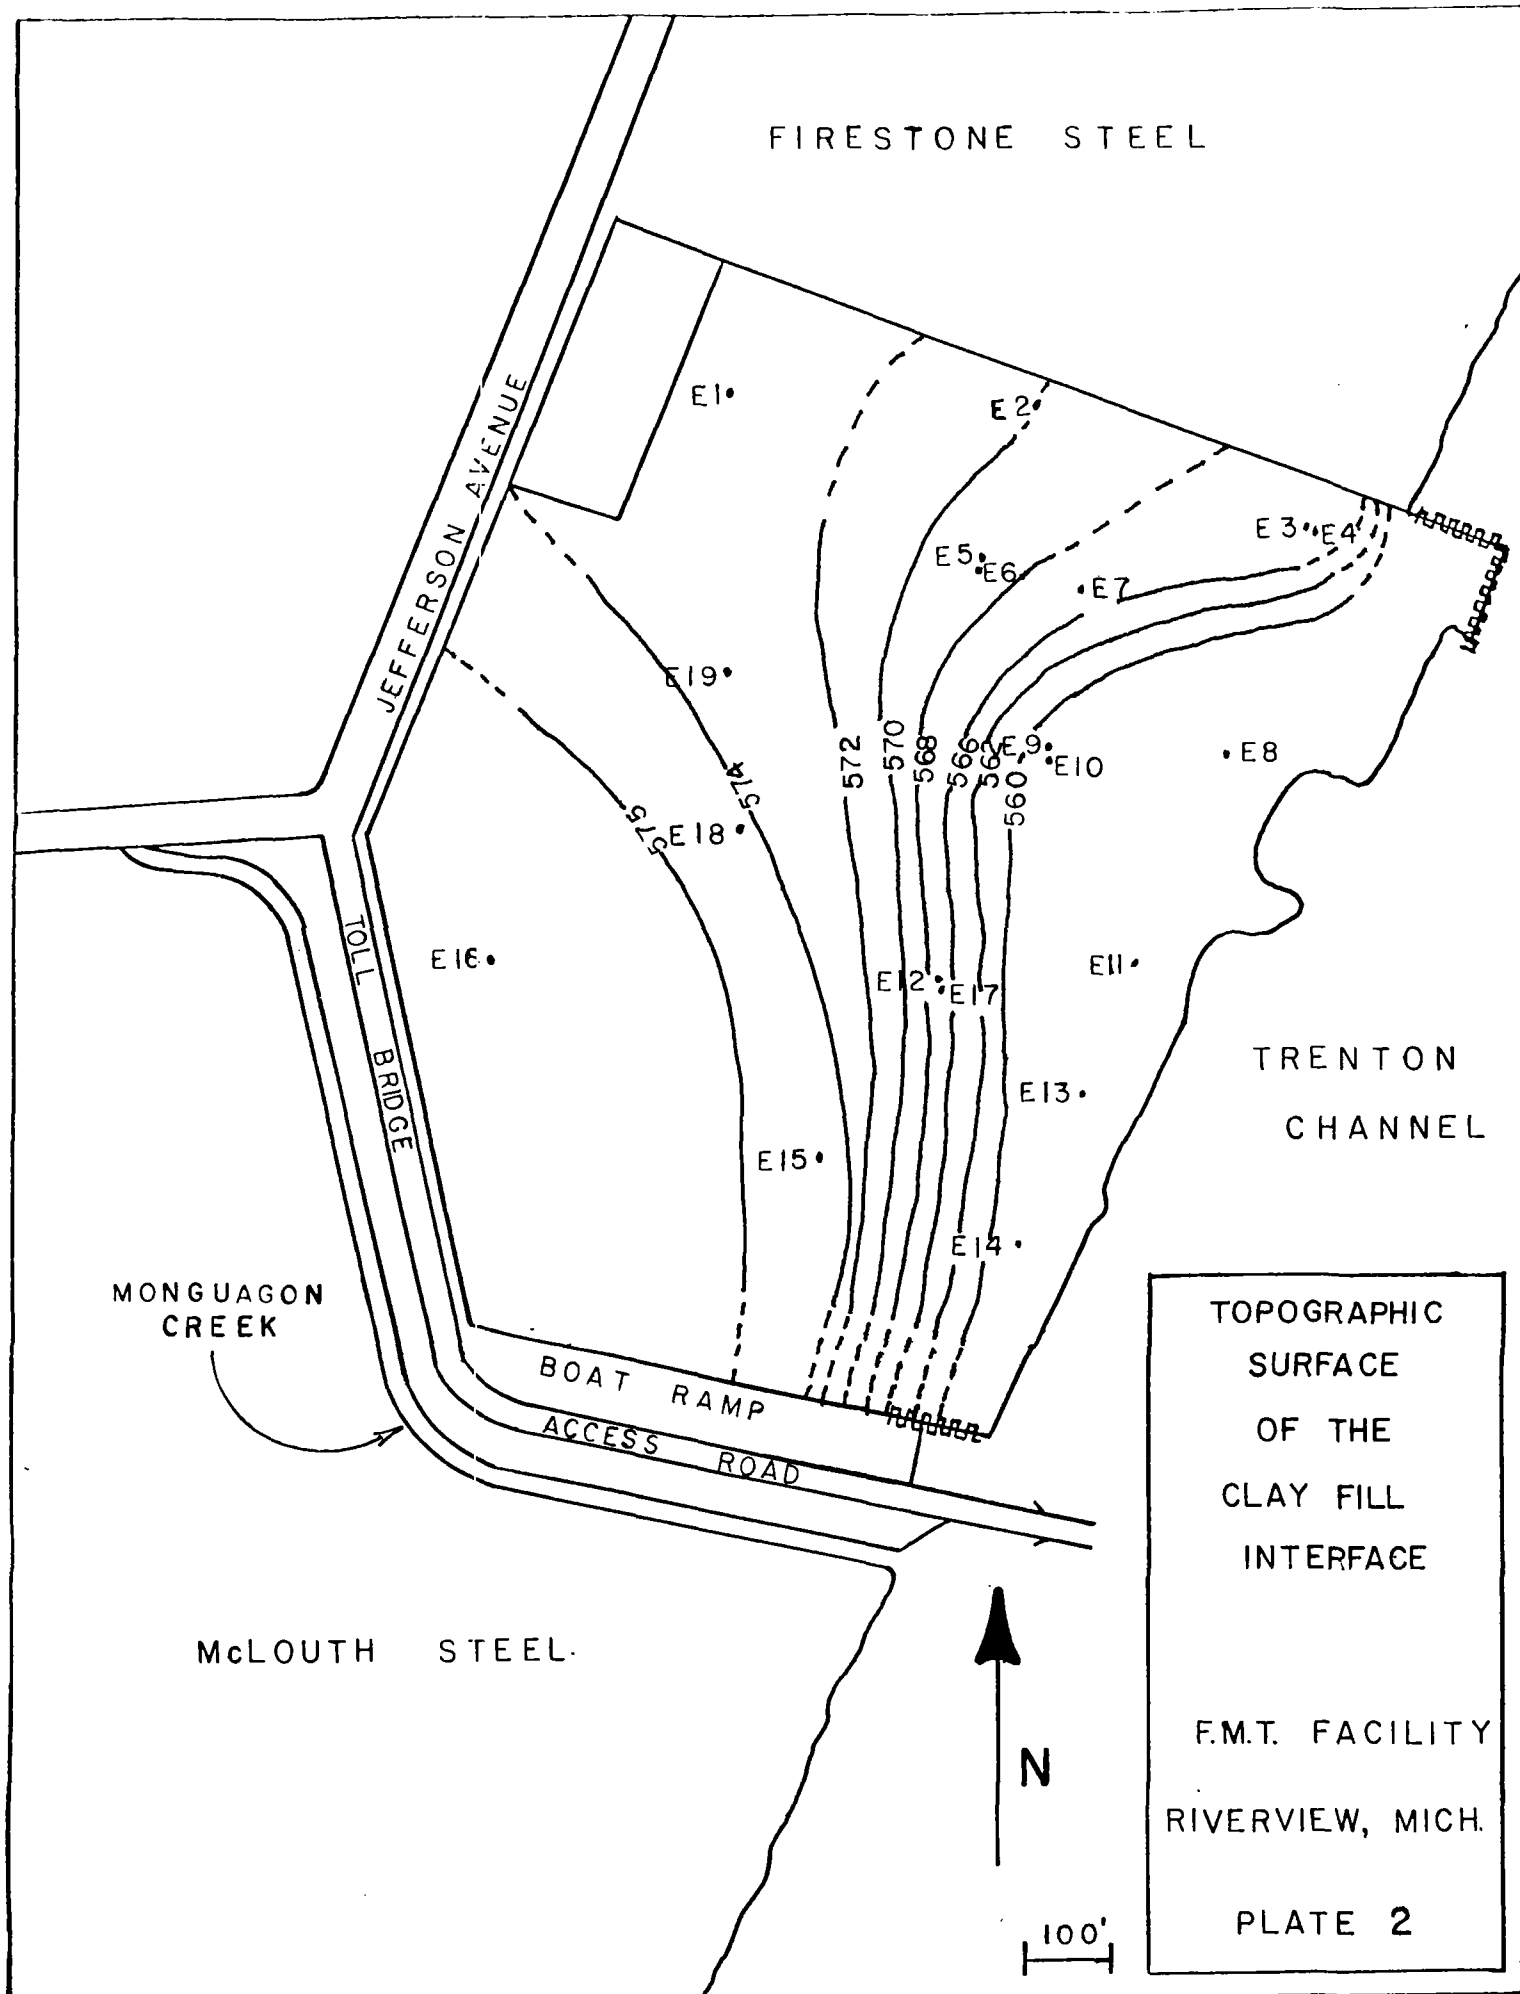 FIRESTONE STEEL
JEFFERSON AVENUE
E1
E2
E3
E4
E5
E6
E7
E19
575
574
572
570
568
566
562
560
E9
E10
E8
E18
E16
E12
E17
E11
TOLL BRIDGE
TRENTON
CHANNEL
E13
E15
E14
MONGUAGON
CREEK
BOAT RAMP
ACCESS ROAD
McLOUTH STEEL
N
100'
TOPOGRAPHIC
SURFACE
OF THE
CLAY FILL
INTERFACE
F.M.T. FACILITY
RIVERVIEW, MICH.
PLATE 2